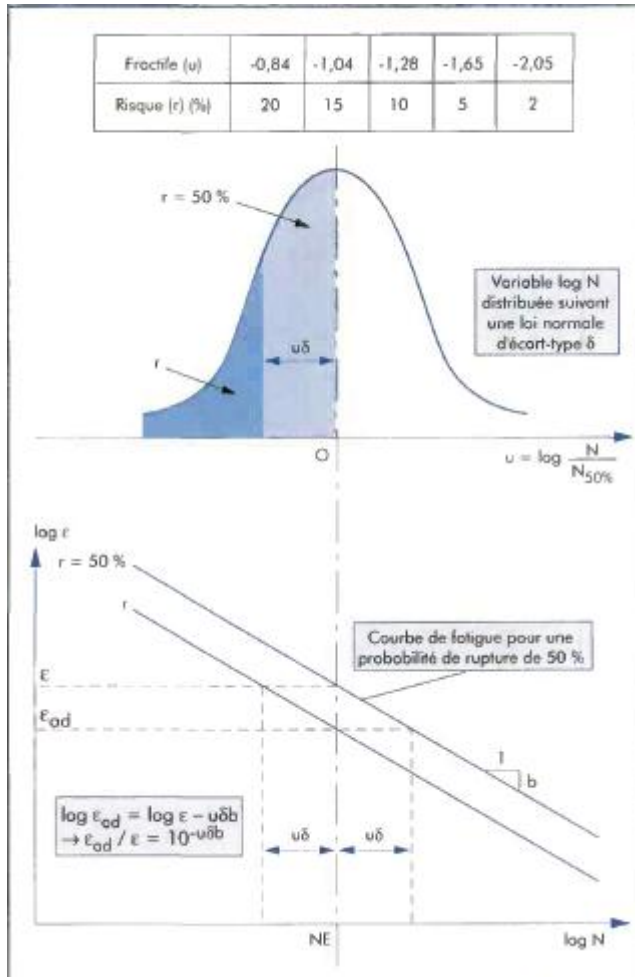 Fractile (u) -0,84 -1,04 -1,28 -1,65 -2,05
Risque (r) (%) 20 15 10 5 2
r = 50 %
Variable log N
distribuée suivant
une loi normale
d'écart-type δ
uδ
r
O
u = log N / N50%
log ε
r = 50 %
r
Courbe de fatigue pour une
probabilité de rupture de 50 %
ε
εad
1
b
log εad = log ε – uδb
→ εad / ε = 10^-uδb
uδ uδ
NE
log N